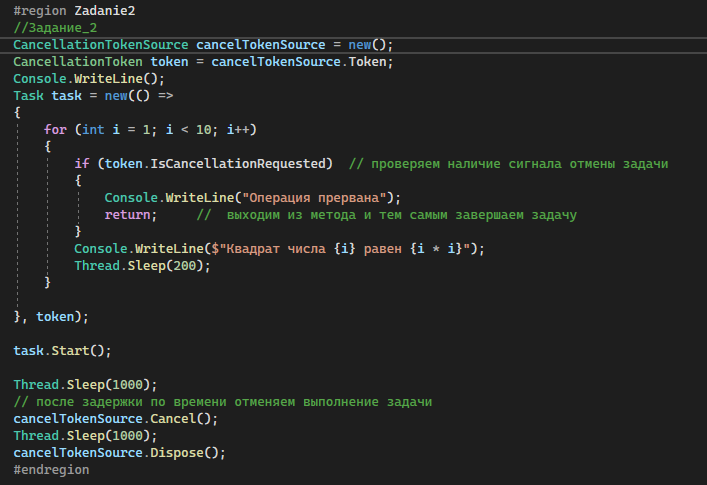 #region Zadanie2
//Задание_2
CancellationTokenSource cancelTokenSource = new();
CancellationToken token = cancelTokenSource.Token;
Console.WriteLine();
Task task = new(() =>
{
    for (int i = 1; i < 10; i++)
    {
        if (token.IsCancellationRequested)  // проверяем наличие сигнала отмены задачи
        {
            Console.WriteLine("Операция прервана");
            return;     //  выходим из метода и тем самым завершаем задачу
        }
        Console.WriteLine($"Квадрат числа {i} равен {i * i}");
        Thread.Sleep(200);
    }

}, token);

task.Start();

Thread.Sleep(1000);
// после задержки по времени отменяем выполнение задачи
cancelTokenSource.Cancel();
Thread.Sleep(1000);
cancelTokenSource.Dispose();
#endregion